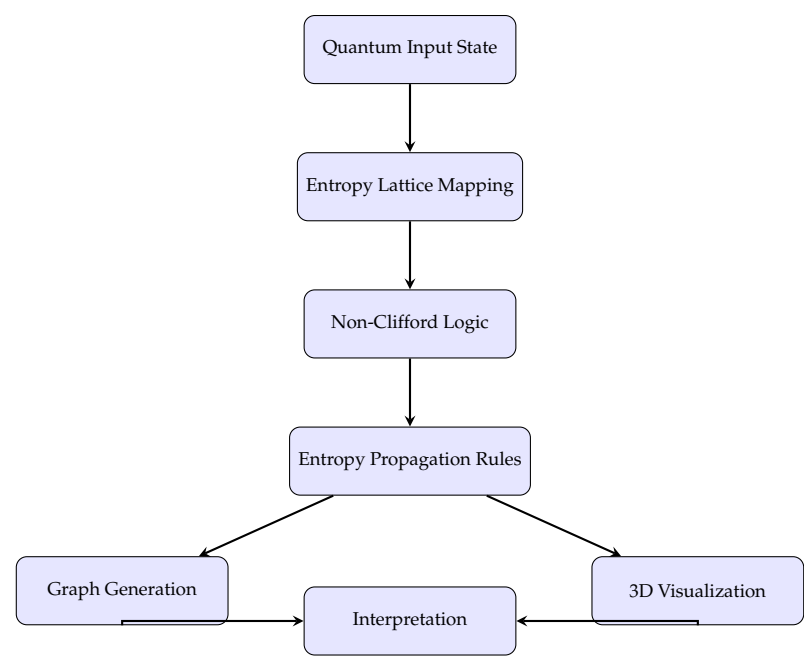 Quantum Input State
Entropy Lattice Mapping
Non-Clifford Logic
Entropy Propagation Rules
Graph Generation
3D Visualization
Interpretation